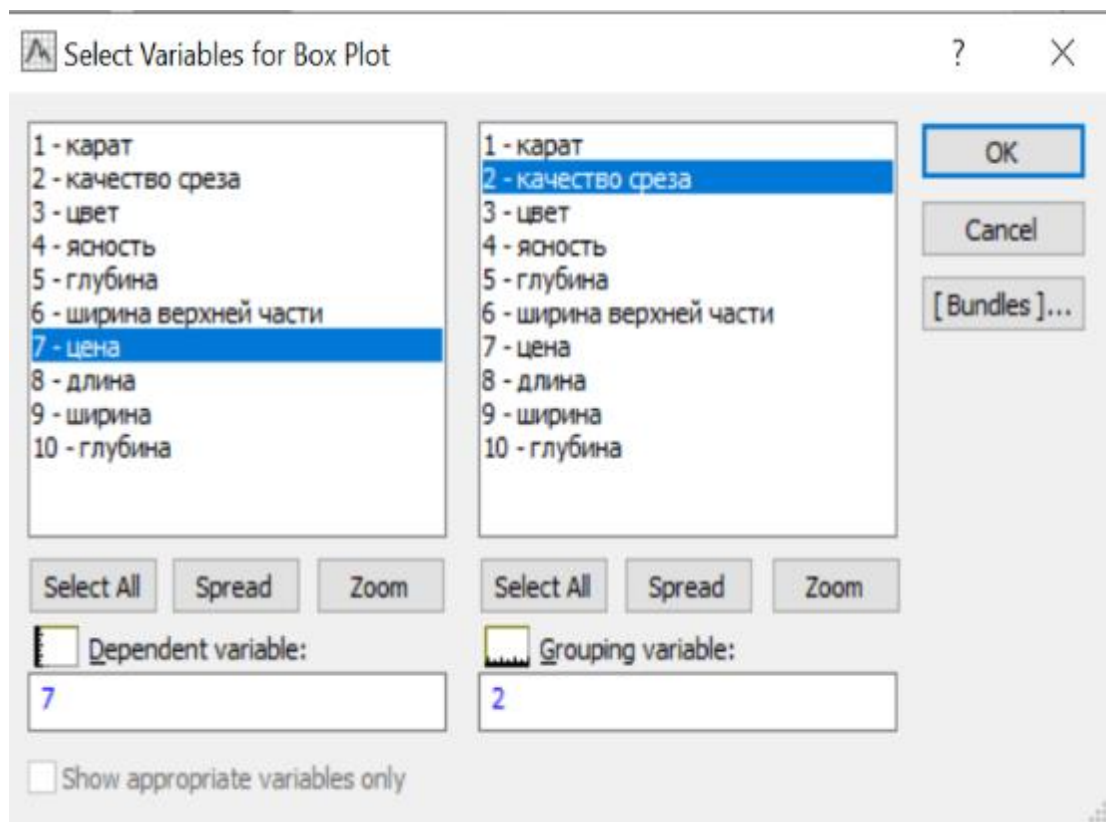 Select Variables for Box Plot
?
1 - карат
2 - качество среза
3 - цвет
4 - ясность
5 - глубина
6 - ширина верхней части
7 - цена
8 - длина
9 - ширина
10 - глубина
1 - карат
2 - качество среза
3 - цвет
4 - ясность
5 - глубина
6 - ширина верхней части
7 - цена
8 - длина
9 - ширина
10 - глубина
OK
Cancel
[ Bundles ]...
Select All Spread Zoom
Select All Spread Zoom
Dependent variable:
7
Grouping variable:
2
Show appropriate variables only